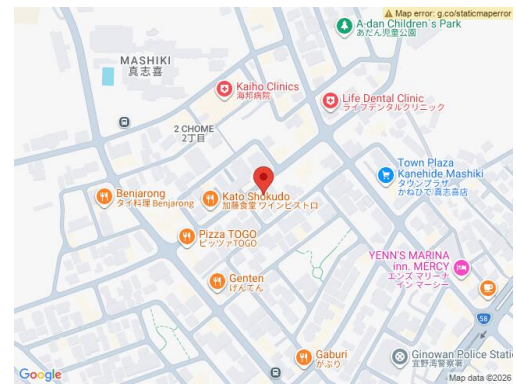 Map error: g.co/staticmaperror
A-dan Children's Park
あだん児童公園
MASHIKI
真志喜
Kaiho Clinics
海邦病院
Life Dental Clinic
ライフデンタルクリニック
2 CHOME
2丁目
Town Plaza
Kanehide Mashiki
タウンプラザ
かねひで 真志喜店
Benjarong
タイ料理 Benjarong
Kato Shokudo
加藤食堂 ワインビストロ
Pizza TOGO
ピッツァTOGO
YENN'S MARINA
inn. MERCY
エンズ マリーナ
イン マーシー
Genten
げんてん
58
Gaburi
がぶり
Ginowan Police Stati
宜野湾警察署
Google
Map data ©2026